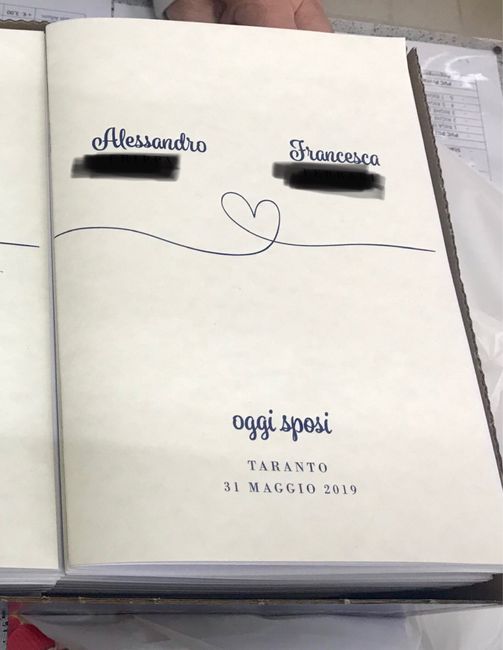 Alessandro
Francesca
oggi sposi
TARANTO
31 MAGGIO 2019